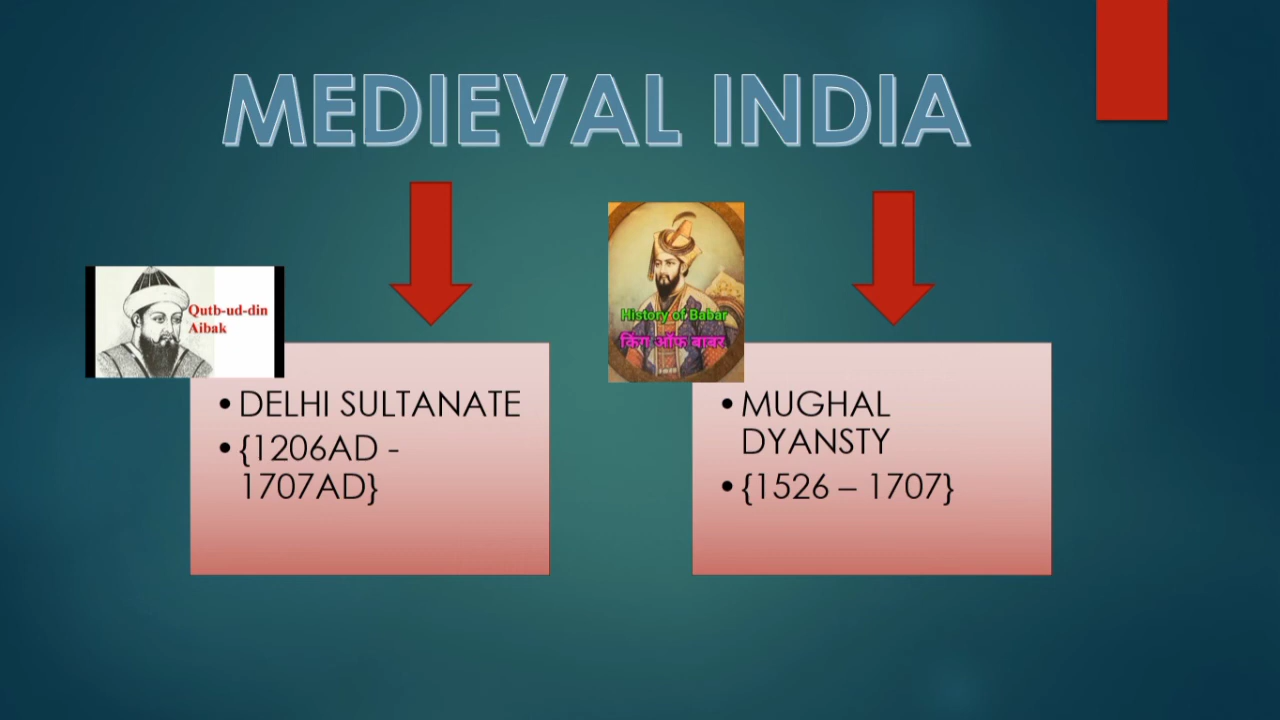 MEDIEVAL INDIA
Qutb-ud-din
Aibak
History of Babar
किंग ऑफ बाबर
•DELHI SULTANATE
•{1206AD -
1707AD}
•MUGHAL
DYANSTY
•{1526 – 1707}